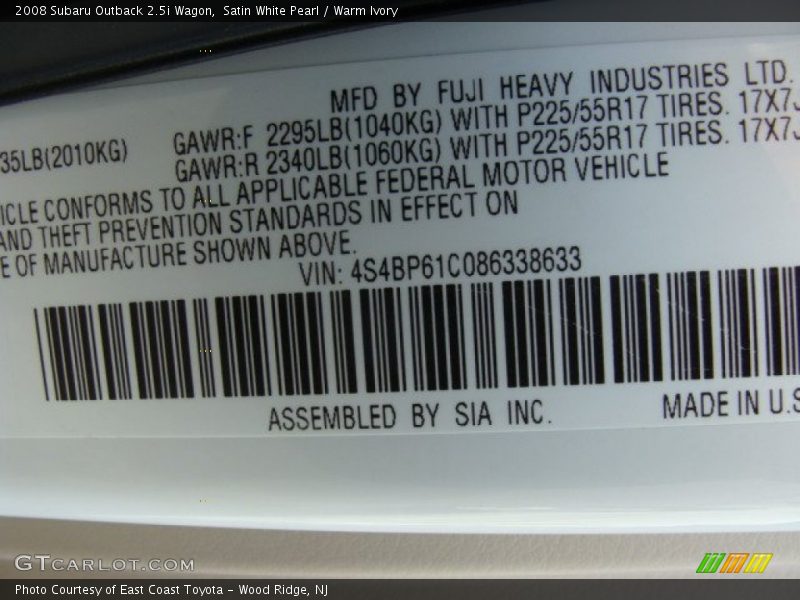 2008 Subaru Outback 2.5i Wagon, Satin White Pearl / Warm Ivory
MFD BY FUJI HEAVY INDUSTRIES LTD.
35LB(2010KG) GAWR:F 2295LB(1040KG) WITH P225/55R17 TIRES. 17X7J
GAWR:R 2340LB(1060KG) WITH P225/55R17 TIRES. 17X7J
ICLE CONFORMS TO ALL APPLICABLE FEDERAL MOTOR VEHICLE
AND THEFT PREVENTION STANDARDS IN EFFECT ON
E OF MANUFACTURE SHOWN ABOVE.
VIN: 4S4BP61C086338633
ASSEMBLED BY SIA INC. MADE IN U.S
GTCARLOT.COM
Photo Courtesy of East Coast Toyota - Wood Ridge, NJ